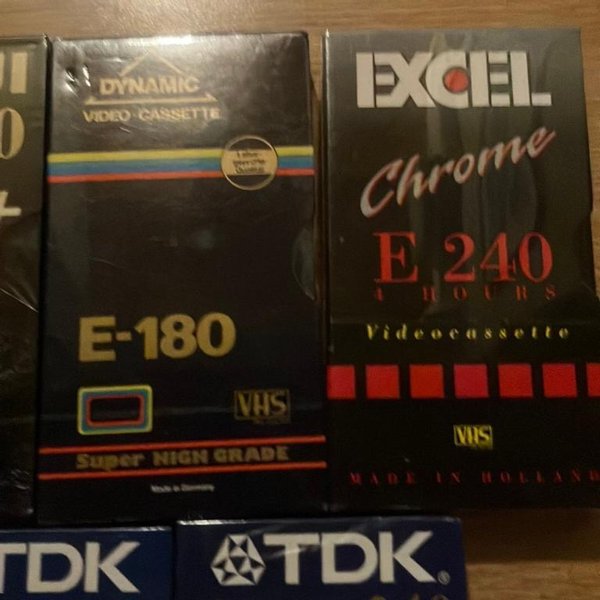 DYNAMIC
VIDEO-CASSETTE
E-180
VHS
Super HIGH GRADE
Made in Germany
EXCEL
Chrome
E 240
4 HOURS
Videocassette
VHS
MADE IN HOLLAND
TDK
TDK